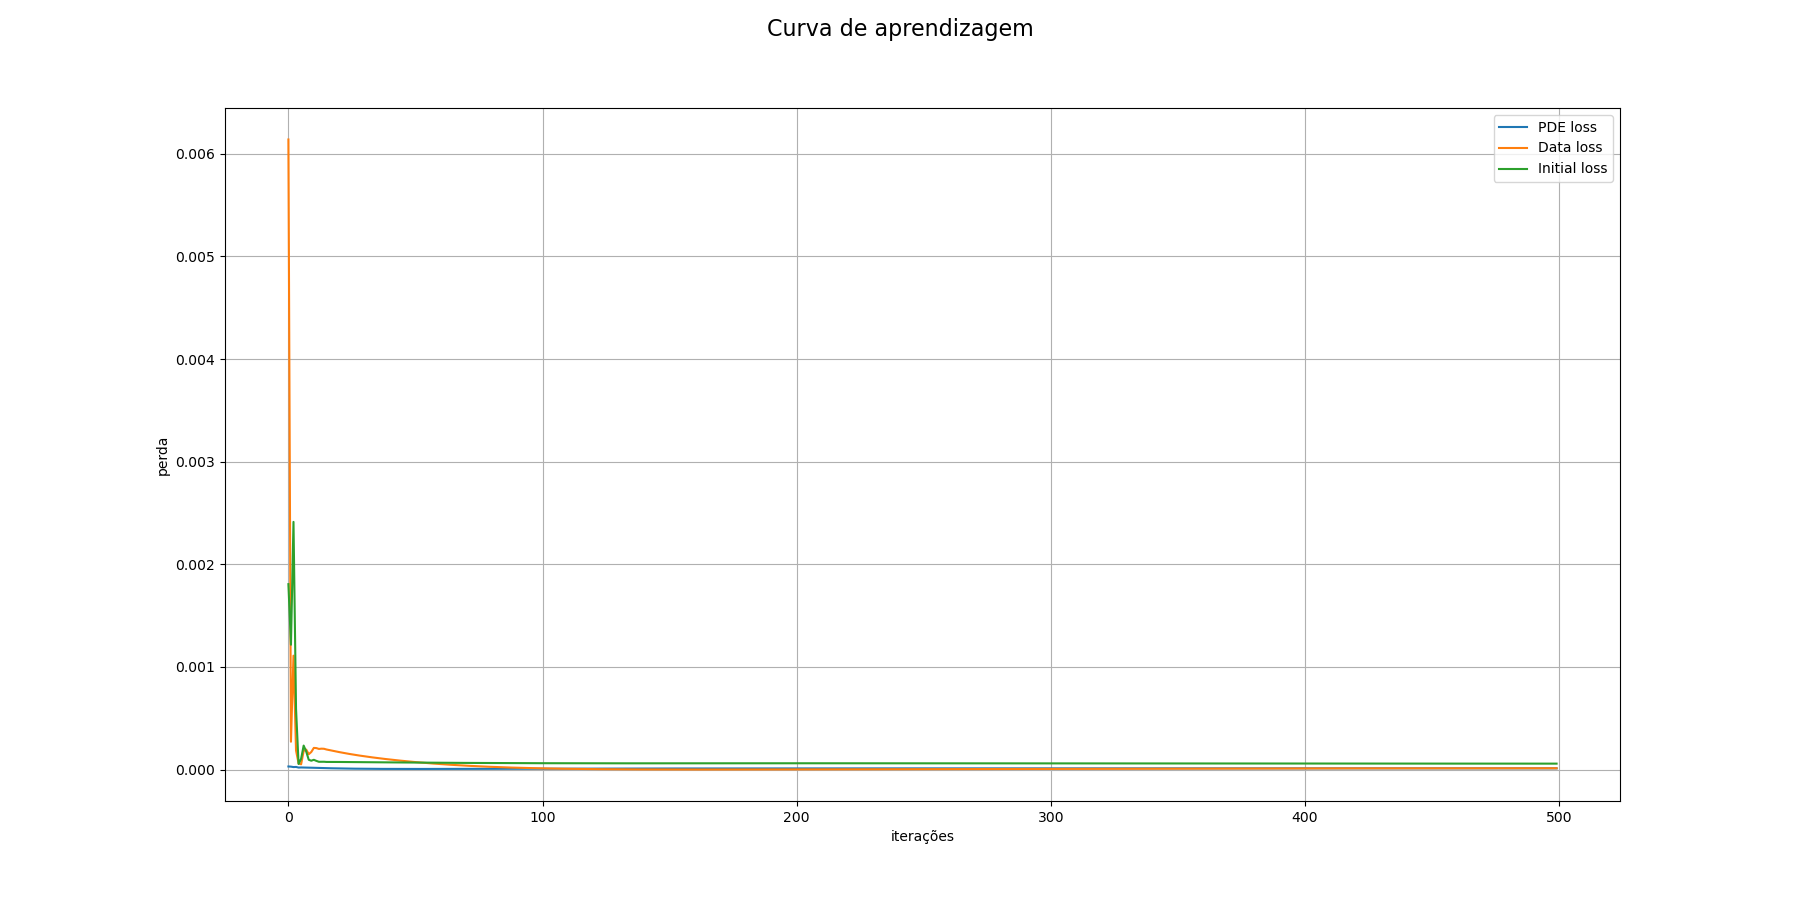 Curva de aprendizagem
PDE loss
Data loss
Initial loss
0.006
0.005
0.004
0.003
0.002
0.001
0.000
perda
0 100 200 300 400 500
iterações